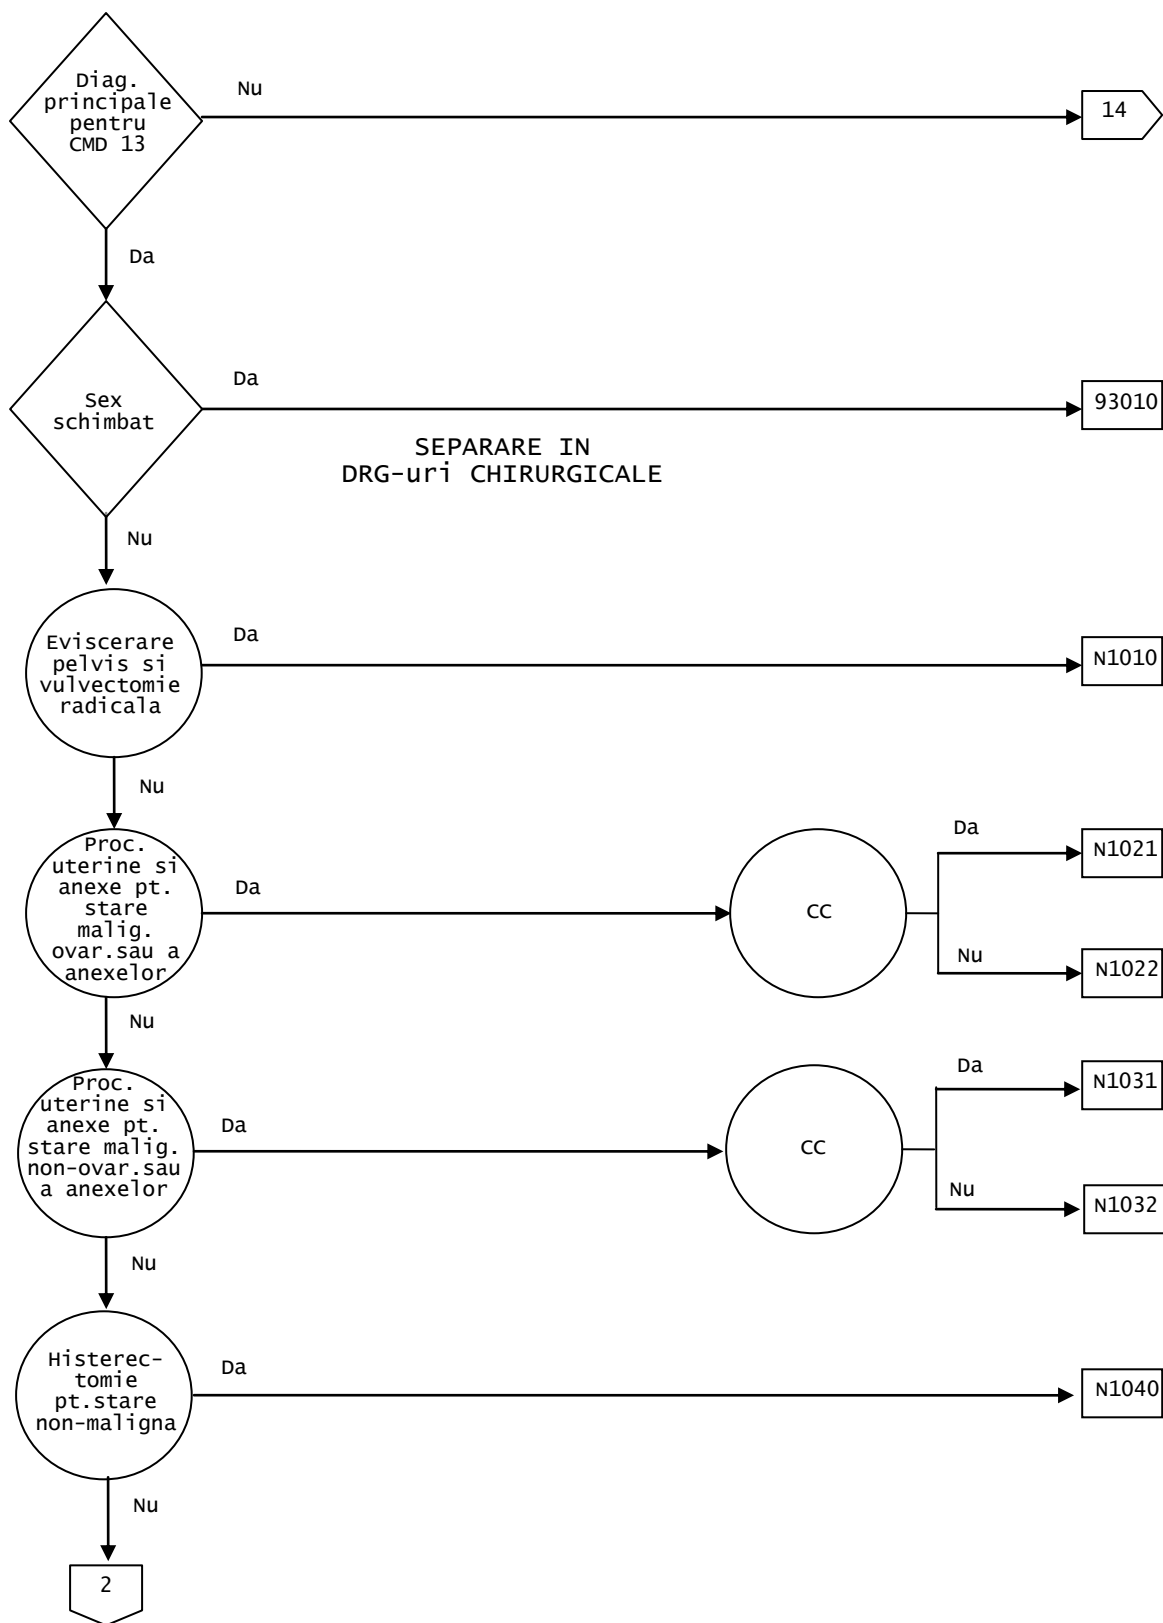 Diag.
principale
pentru
CMD 13
Nu
14
Da
Sex
schimbat
Da
93010
SEPARARE IN
DRG-uri CHIRURGICALE
Nu
Eviscerare
pelvis si
vulvectomie
radicala
Da
N1010
Nu
Proc.
uterine si
anexe pt.
stare
malig.
ovar.sau a
anexelor
Da
CC
Da
N1021
Nu
N1022
Nu
Proc.
uterine si
anexe pt.
stare malig.
non-ovar.sau
a anexelor
Da
CC
Da
N1031
Nu
N1032
Nu
Histerec-
tomie
pt.stare
non-maligna
Da
N1040
Nu
2